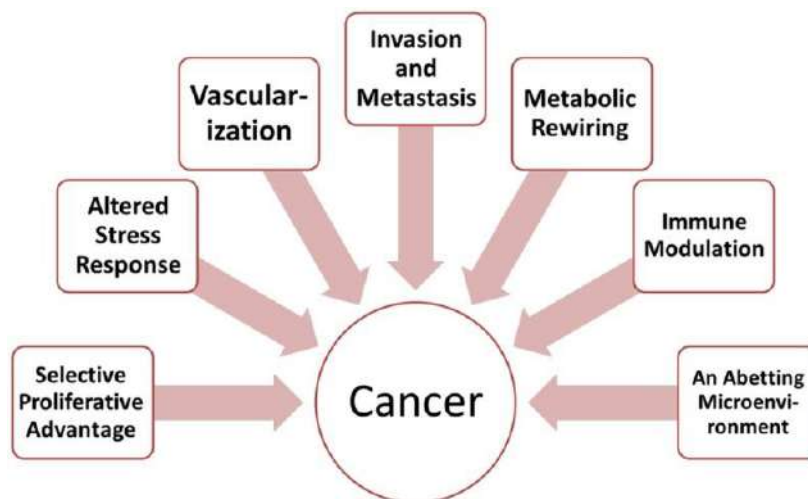 Invasion
and
Metastasis
Vascular-
ization
Metabolic
Rewiring
Altered
Stress
Response
Immune
Modulation
Selective
Proliferative
Advantage
Cancer
An Abetting
Microenvi-
ronment